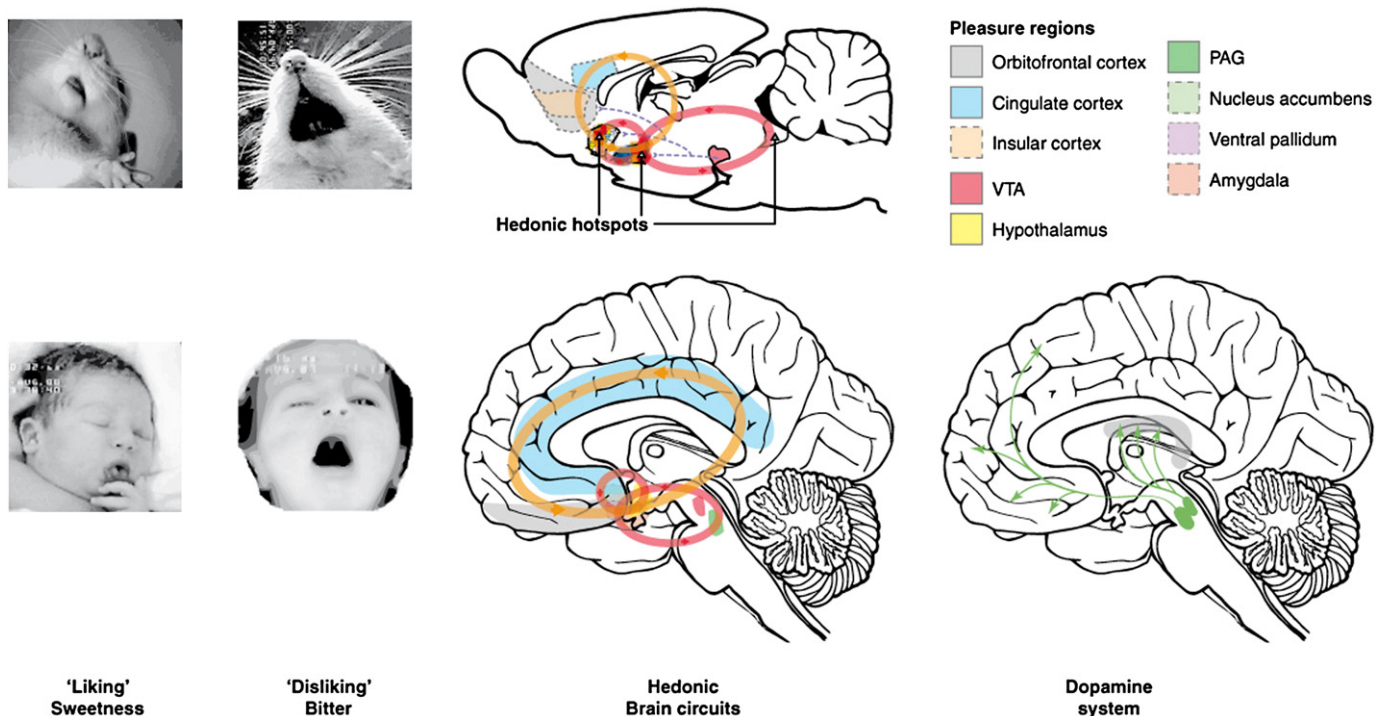 Pleasure regions
Orbitofrontal cortex
Cingulate cortex
Insular cortex
VTA
Hypothalamus
PAG
Nucleus accumbens
Ventral pallidum
Amygdala
Hedonic hotspots
‘Liking’
Sweetness
‘Disliking’
Bitter
Hedonic
Brain circuits
Dopamine
system